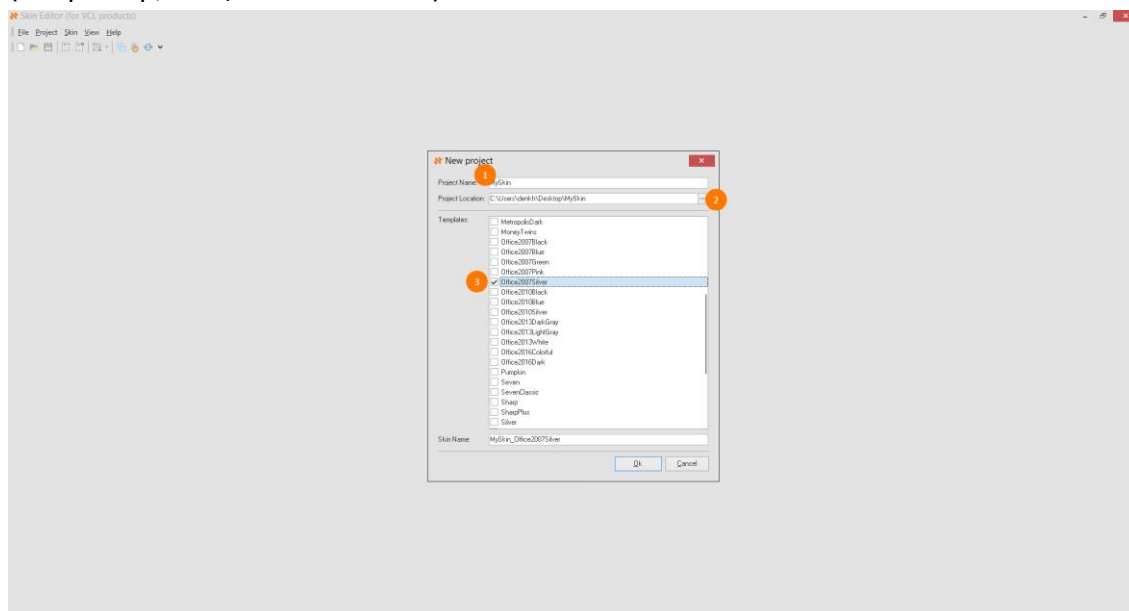 Skin Editor (for VCL products)
File Project Skin View Help
New project
1
Project Name: MySkin
Project Location: C:\Users\denkh\Desktop\MySkin
2
Templates:
MetropolisDark
MoneyTwins
Office2007Black
Office2007Blue
Office2007Green
Office2007Pink
3 Office2007Silver
Office2010Black
Office2010Blue
Office2010Silver
Office2013DarkGray
Office2013LightGray
Office2013White
Office2016Colorful
Office2016Dark
Pumpkin
Seven
SevenClassic
Sharp
SharpPlus
Silver
Skin Name: MySkin_Office2007Silver
Ok Cancel